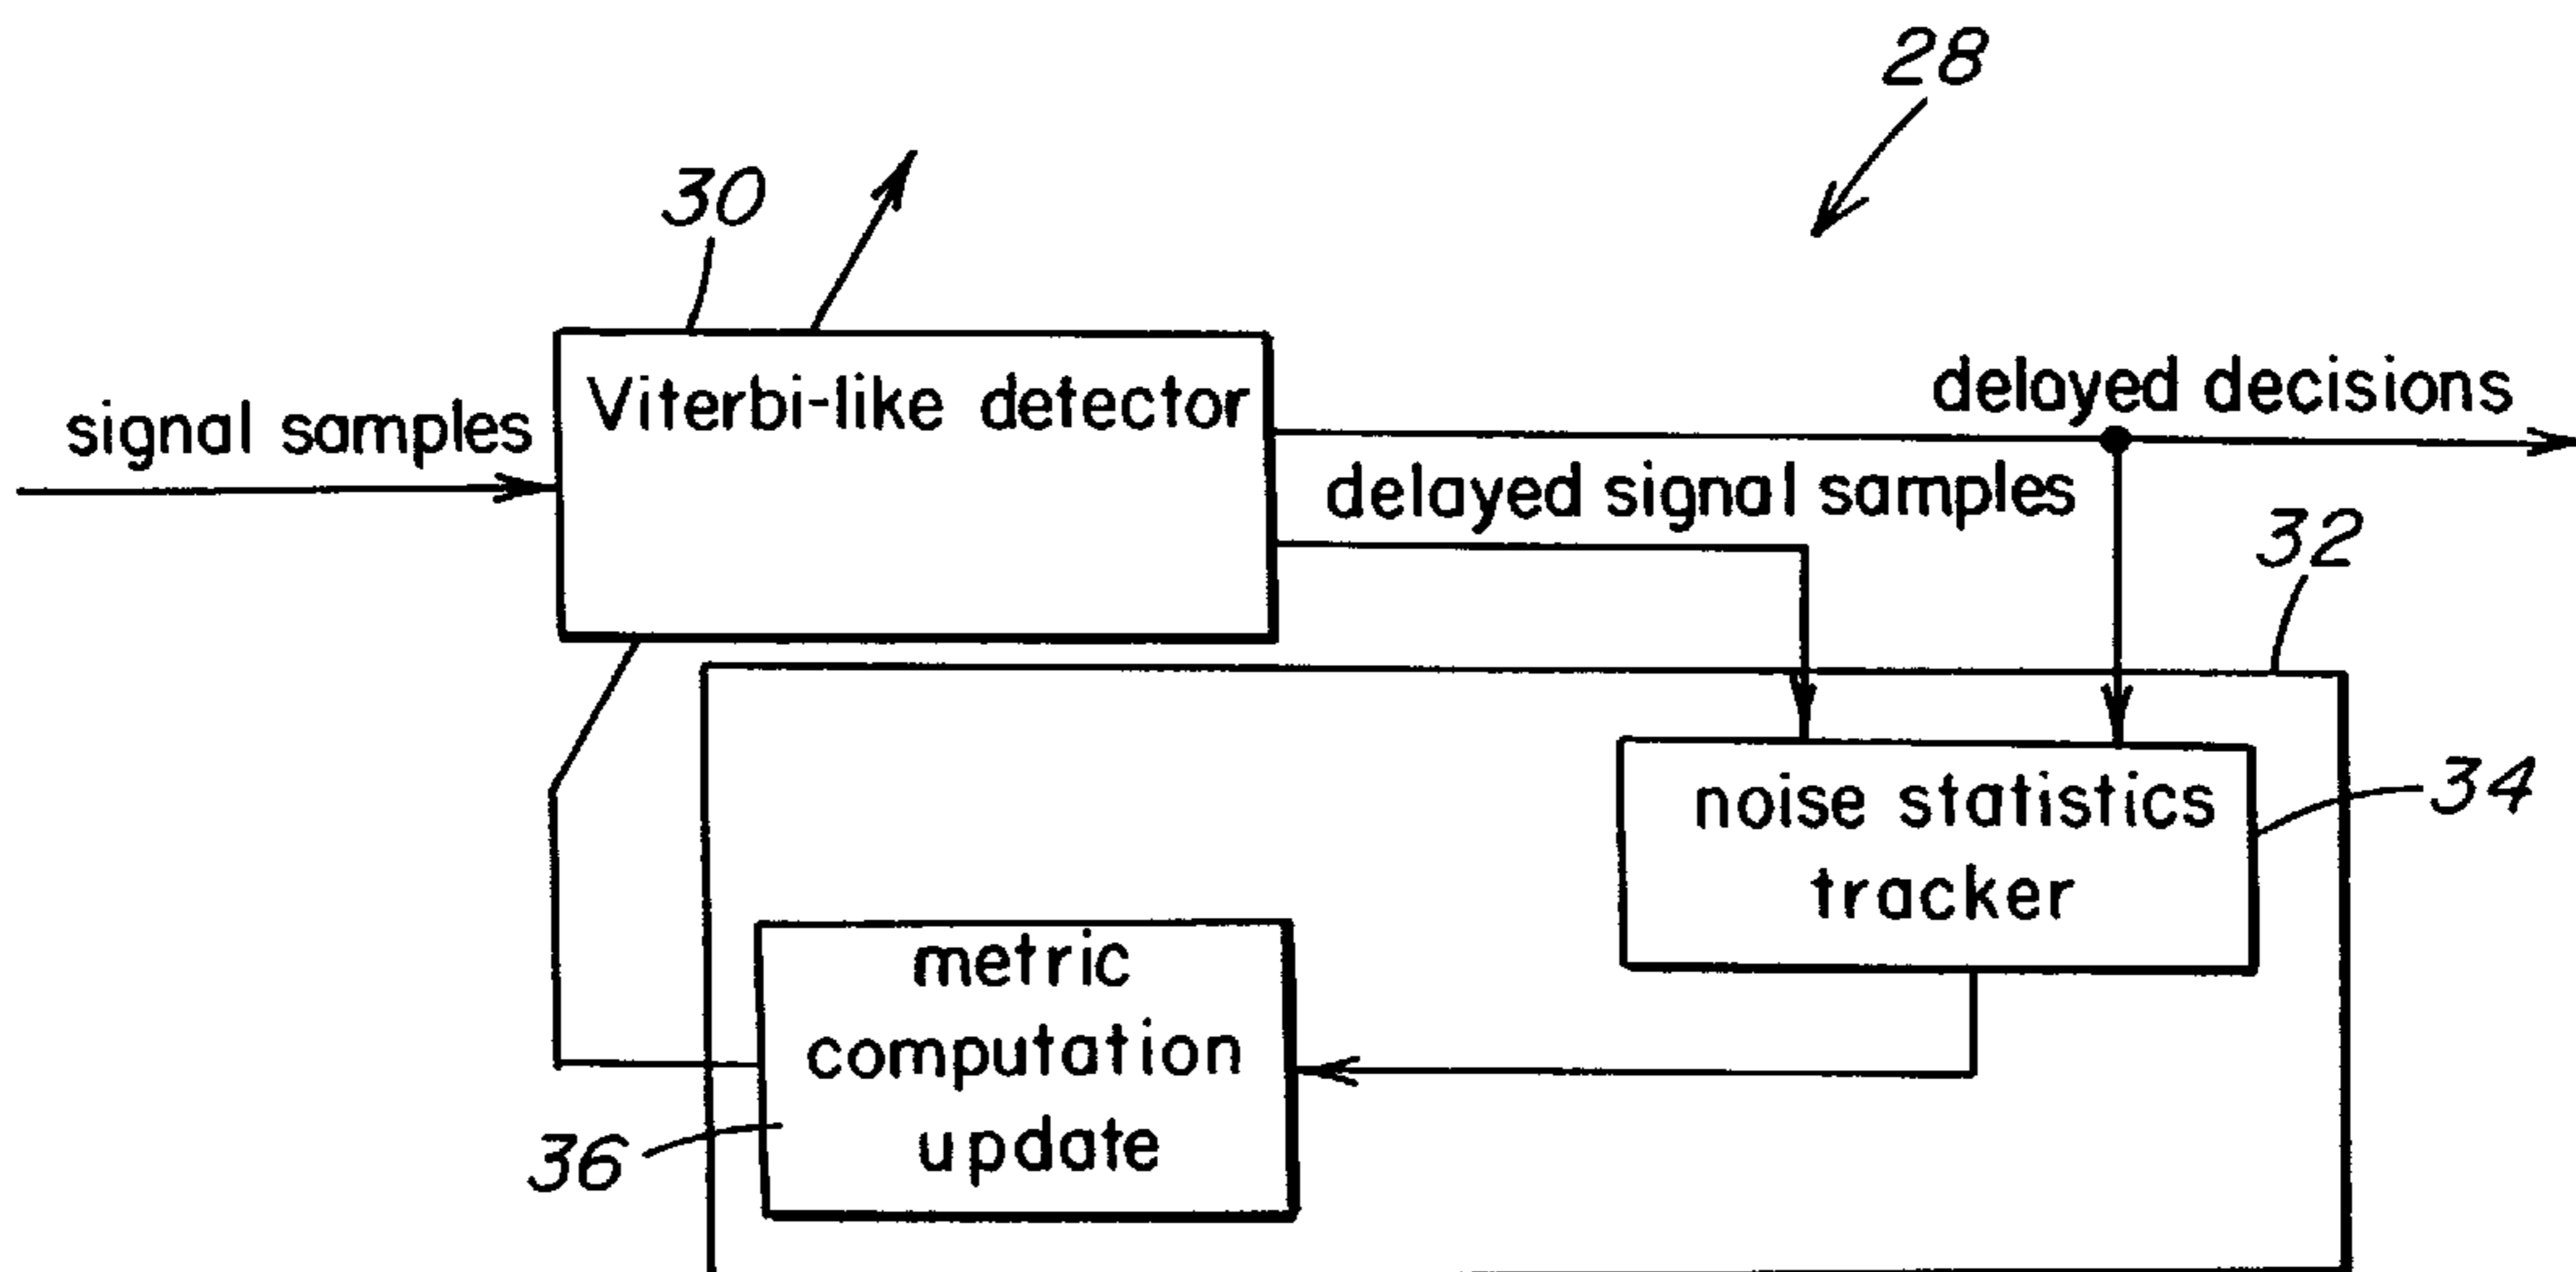 28
30
Viterbi-like detector
signal samples
delayed decisions
delayed signal samples
32
noise statistics
tracker
34
metric
computation
update
36